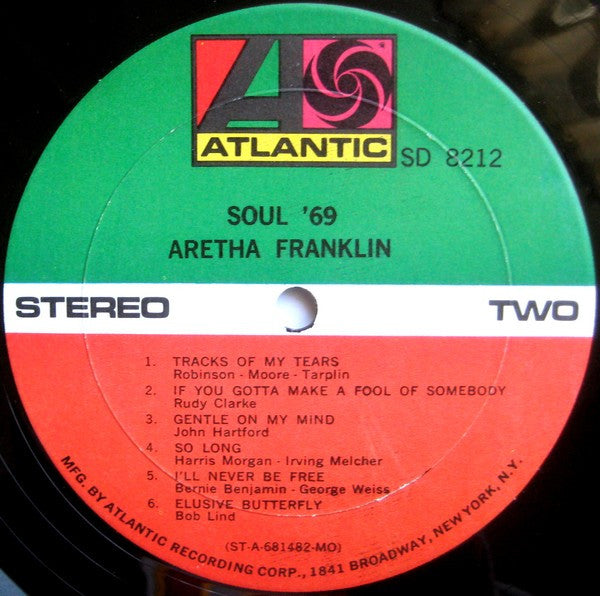 ATLANTIC
SD 8212
SOUL '69
ARETHA FRANKLIN
STEREO
TWO
1. TRACKS OF MY TEARS
Robinson - Moore - Tarplin
2. IF YOU GOTTA MAKE A FOOL OF SOMEBODY
Rudy Clarke
3. GENTLE ON MY MIND
John Hartford
4. SO LONG
Harris Morgan - Irving Melcher
5. I'LL NEVER BE FREE
Bernie Benjamin - George Weiss
6. ELUSIVE BUTTERFLY
Bob Lind
(ST-A-681482-MO)
MFG. BY ATLANTIC RECORDING CORP., 1841 BROADWAY, NEW YORK, N.Y.